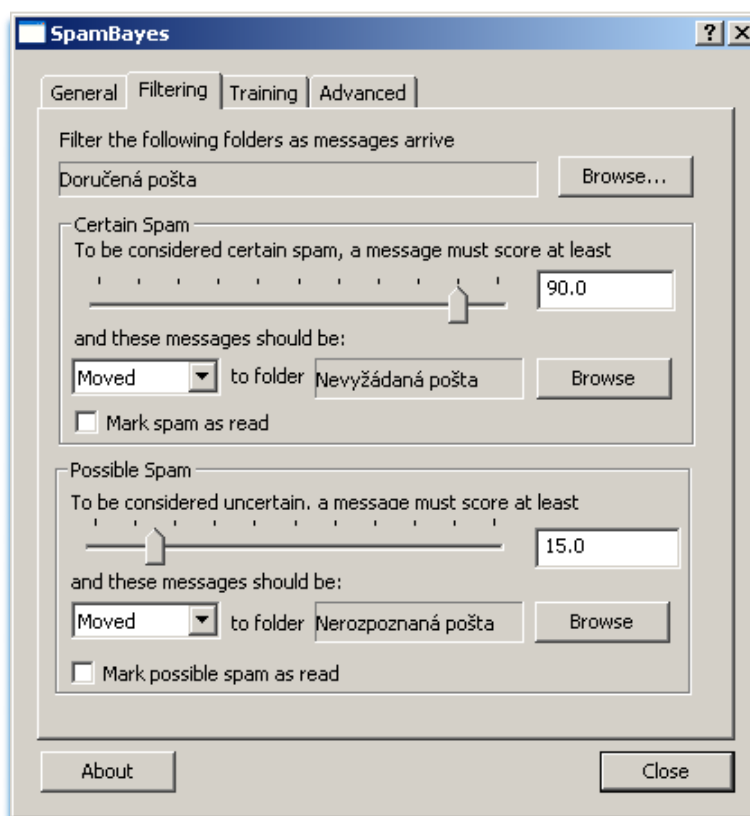 SpamBayes
General Filtering Training Advanced
Filter the following folders as messages arrive
Doručená pošta Browse...
Certain Spam
To be considered certain spam, a message must score at least
90.0
and these messages should be:
Moved to folder Nevyžádaná pošta Browse
Mark spam as read
Possible Spam
To be considered uncertain, a message must score at least
15.0
and these messages should be:
Moved to folder Nerozpoznaná pošta Browse
Mark possible spam as read
About Close